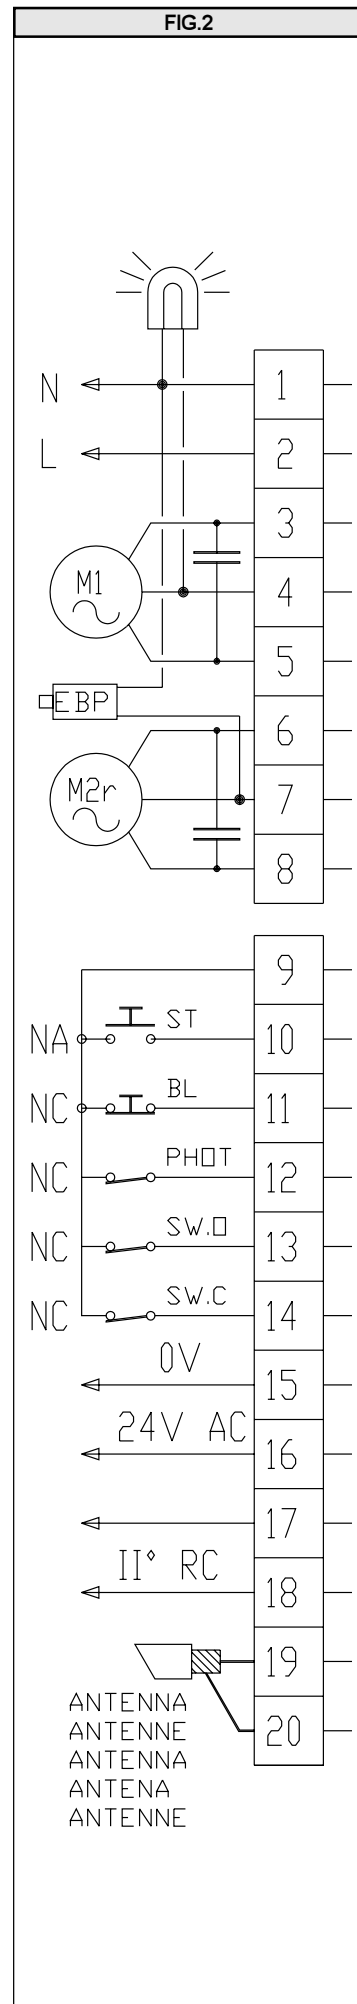 FIG.2
N 1
L 2
3
M1 4
5
EBP
6
M2r 7
8
9
ST
NA 10
BL
NC 11
PHOT
NC 12
SW.O
NC 13
SW.C
NC 14
0V
15
24V AC
16
17
II° RC
18
19
ANTENNA
20
ANTENNE
ANTENNA
ANTENA
ANTENNE